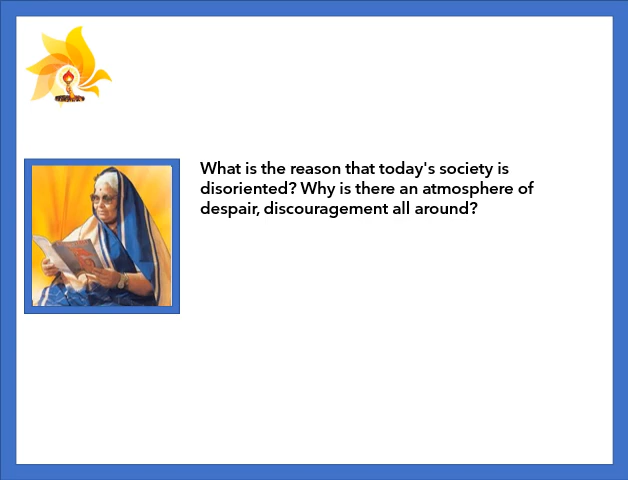 What is the reason that today's society is
disoriented? Why is there an atmosphere of
despair, discouragement all around?